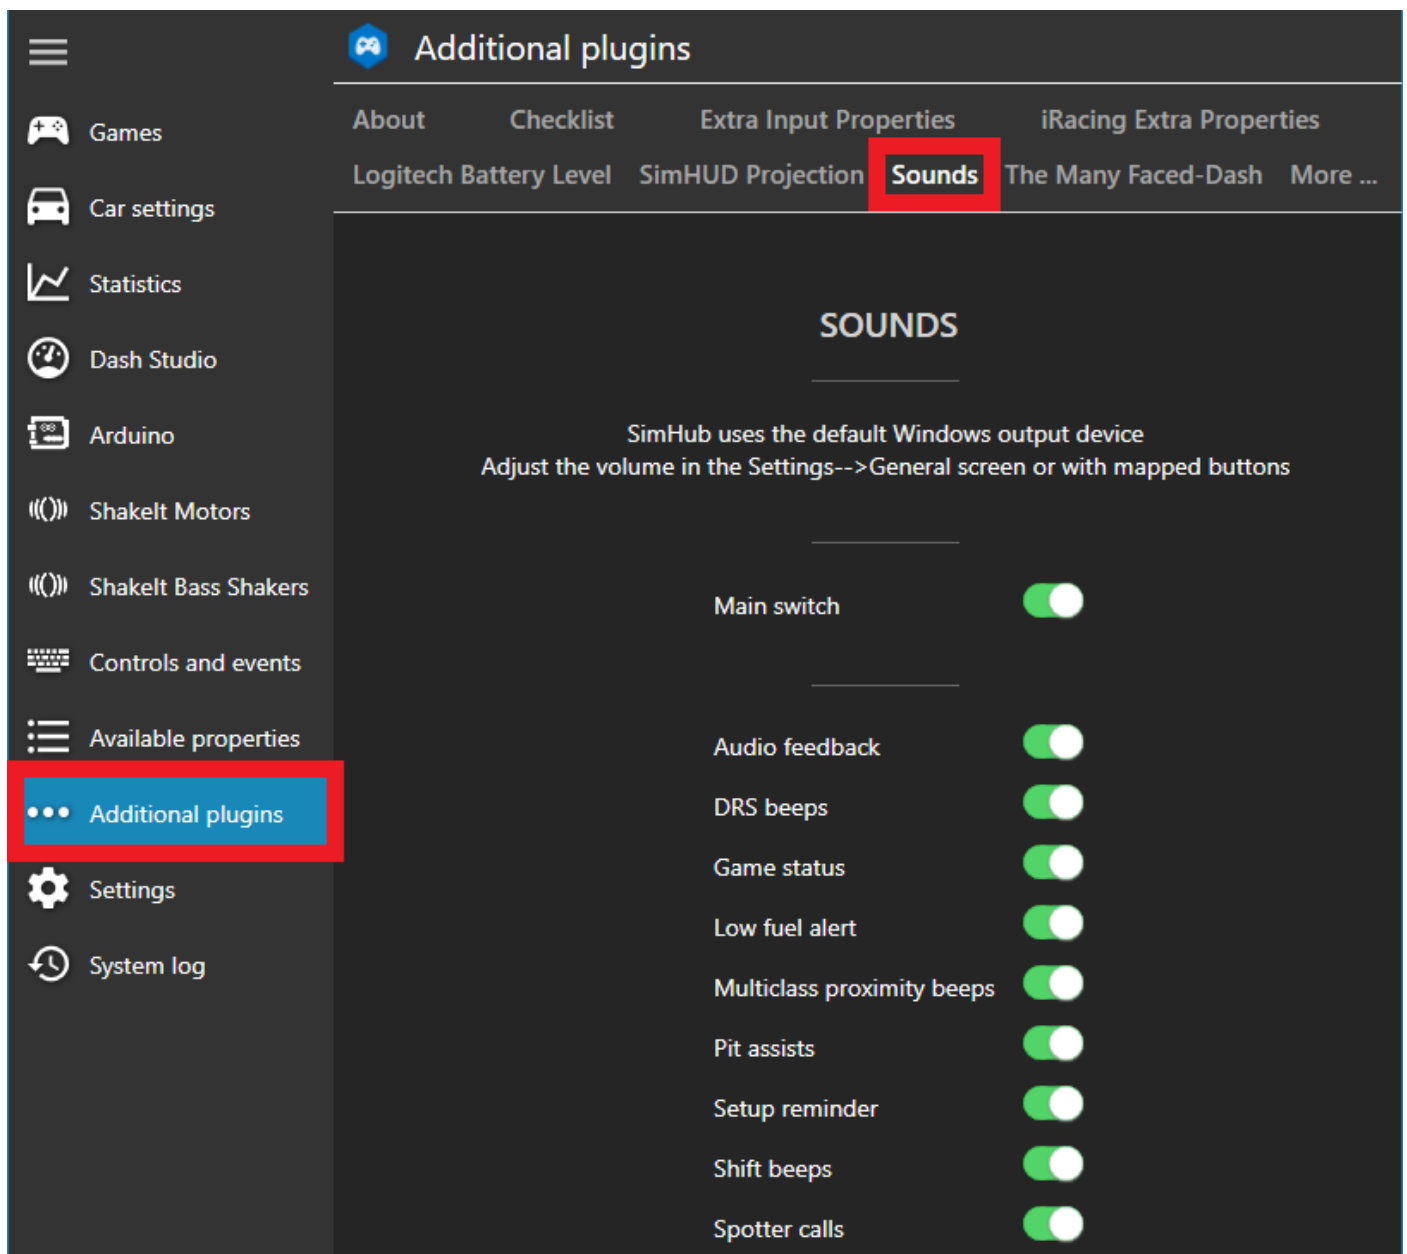 Additional plugins
Games
Car settings
Statistics
Dash Studio
Arduino
ShakeIt Motors
ShakeIt Bass Shakers
Controls and events
Available properties
Additional plugins
Settings
System log
About Checklist Extra Input Properties iRacing Extra Properties
Logitech Battery Level SimHUD Projection Sounds The Many Faced-Dash More ...
SOUNDS
SimHub uses the default Windows output device
Adjust the volume in the Settings-->General screen or with mapped buttons
Main switch
Audio feedback
DRS beeps
Game status
Low fuel alert
Multiclass proximity beeps
Pit assists
Setup reminder
Shift beeps
Spotter calls